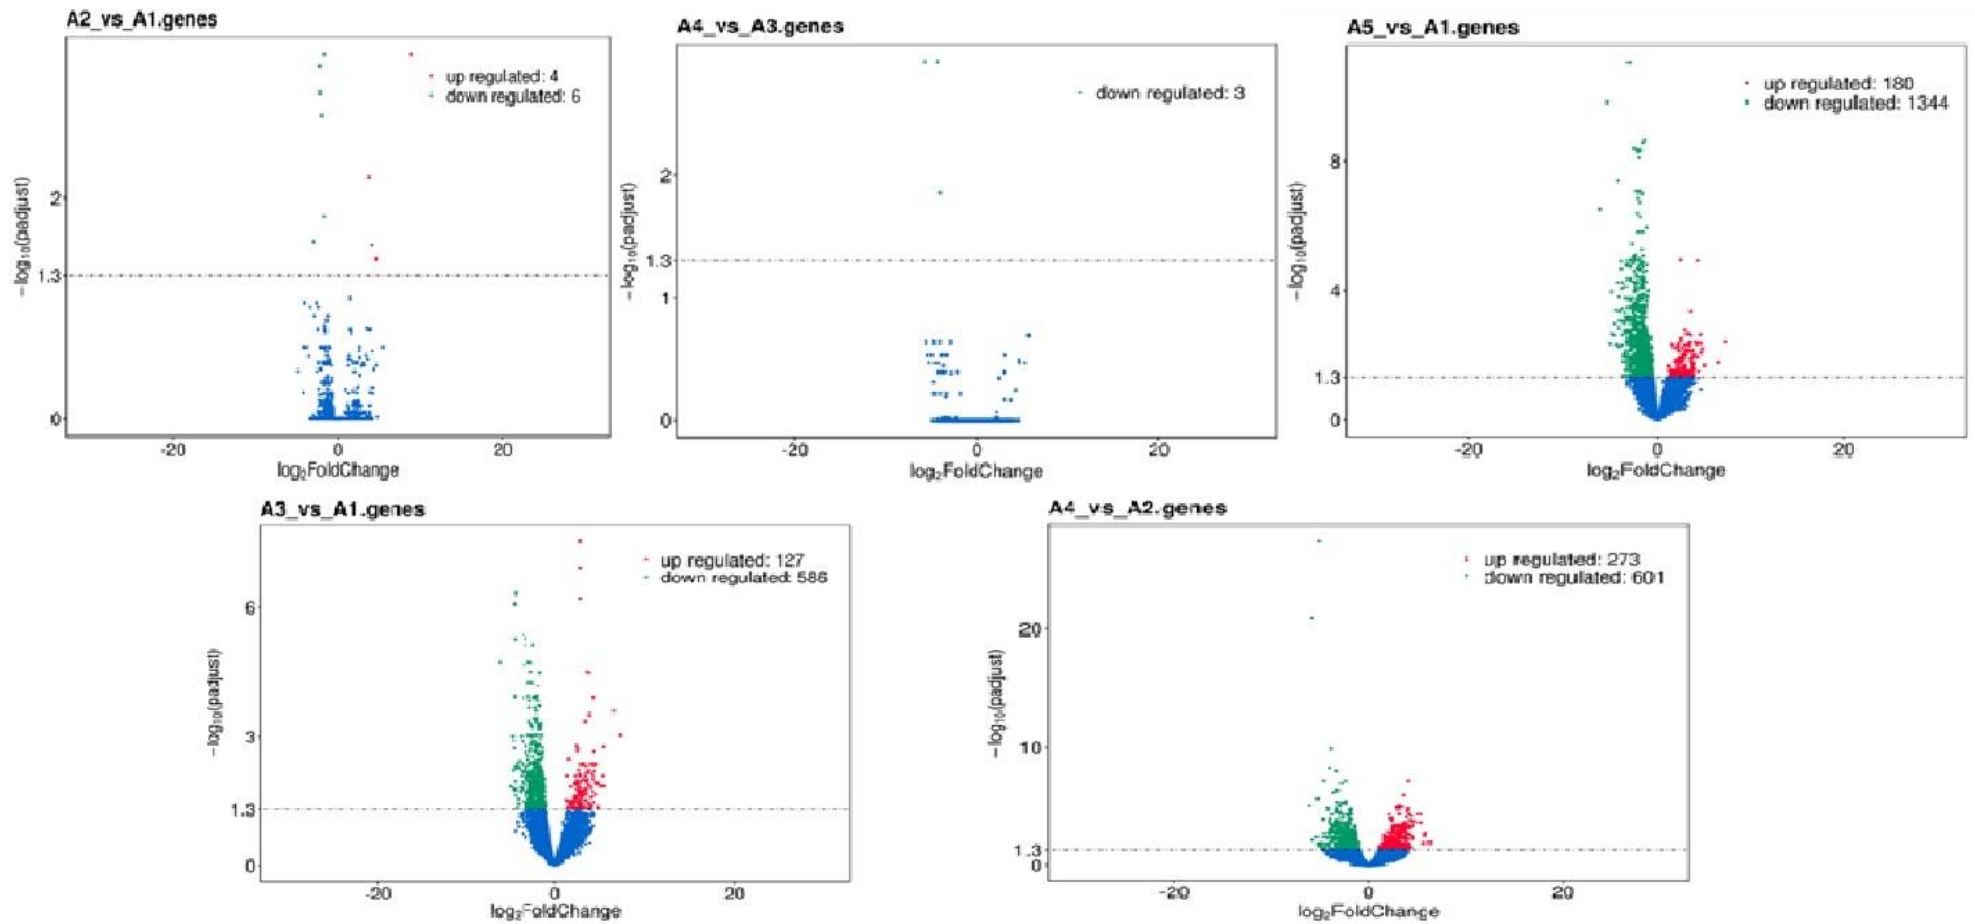 A2_vs_A1.genes
up regulated: 4
down regulated: 6
−log10(padjust)
2
1.3
0
-20 0 20
log2FoldChange
A4_vs_A3.genes
down regulated: 3
−log10(padjust)
2
1.3
1
0
-20 0 20
log2FoldChange
A5_vs_A1.genes
up regulated: 180
down regulated: 1344
−log10(padjust)
8
4
1.3
0
-20 0 20
log2FoldChange
A3_vs_A1.genes
up regulated: 127
down regulated: 586
−log10(padjust)
6
3
1.3
0
-20 0 20
log2FoldChange
A4_vs_A2.genes
up regulated: 273
down regulated: 601
−log10(padjust)
20
10
1.3
0
-20 0 20
log2FoldChange